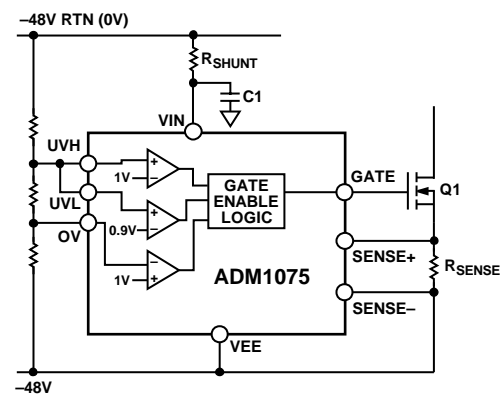 –48V RTN (0V)
RSHUNT
C1
VIN
UVH
UVL
OV
1V
0.9V
1V
+
–
+
–
–
+
GATE
ENABLE
LOGIC
GATE
Q1
SENSE+
RSENSE
SENSE–
ADM1075
VEE
–48V